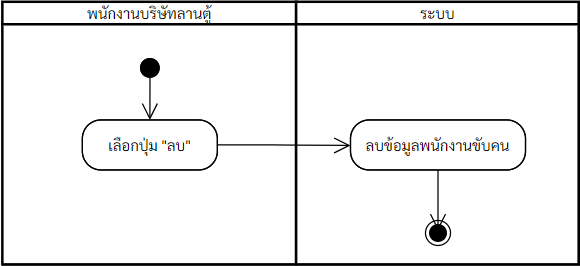 พนักงานบริษัทลานตู้
ระบบ
เลือกปุ่ม "ลบ"
ลบข้อมูลพนักงานขับคน